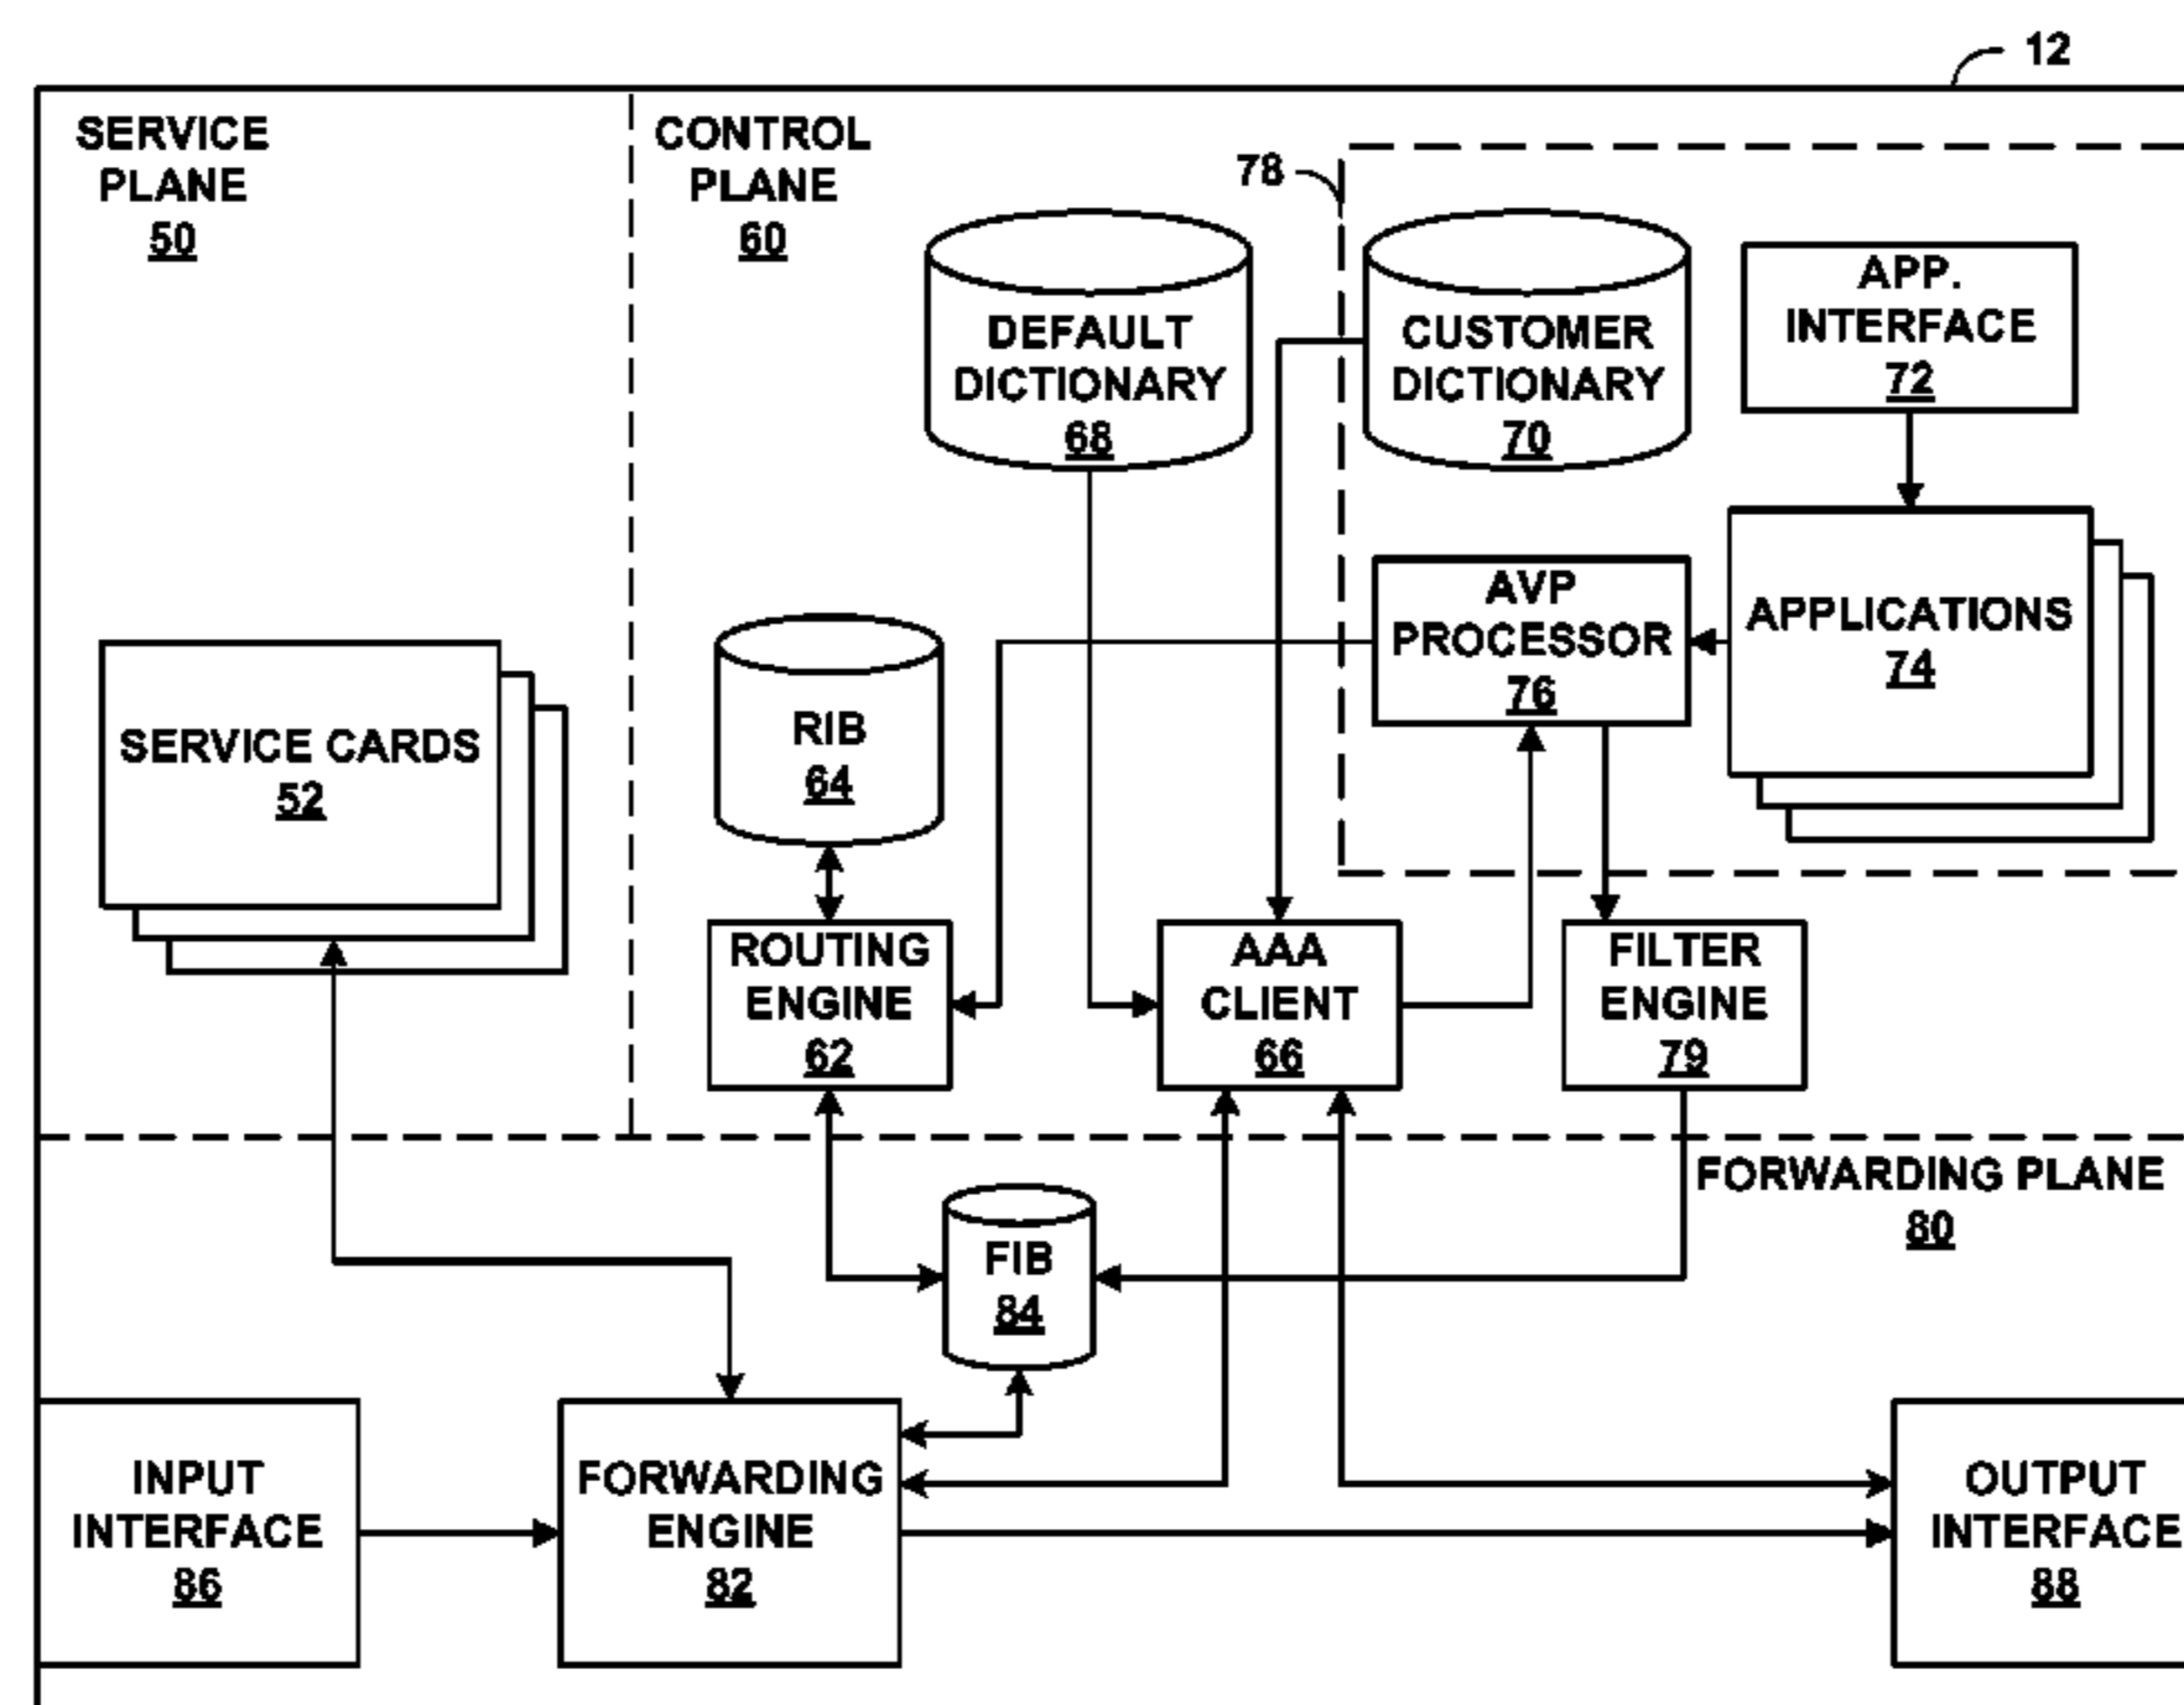 12
SERVICE
PLANE
50
CONTROL
PLANE
60
78
DEFAULT
DICTIONARY
68
CUSTOMER
DICTIONARY
70
APP.
INTERFACE
72
AVP
PROCESSOR
76
APPLICATIONS
74
SERVICE CARDS
52
RIB
64
ROUTING
ENGINE
62
AAA
CLIENT
66
FILTER
ENGINE
79
FORWARDING PLANE
80
FIB
84
INPUT
INTERFACE
86
FORWARDING
ENGINE
82
OUTPUT
INTERFACE
88